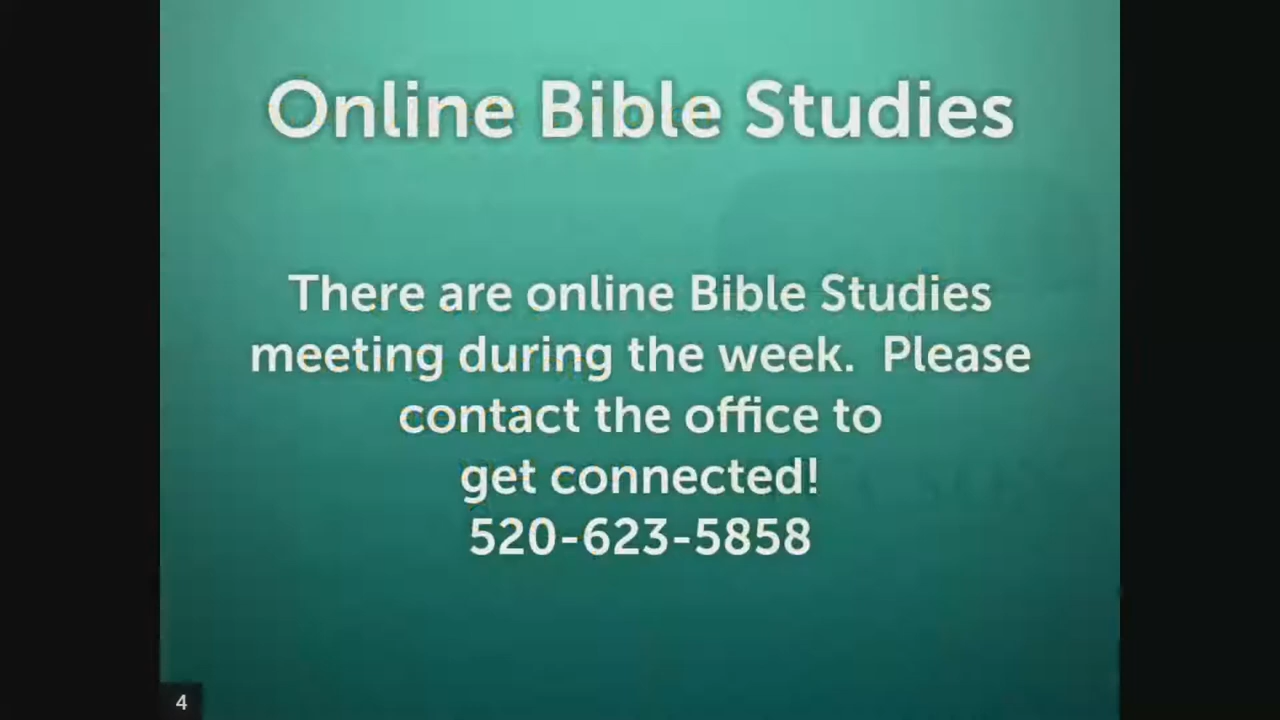 Online Bible Studies
There are online Bible Studies
meeting during the week.  Please
contact the office to
get connected!
520-623-5858
4